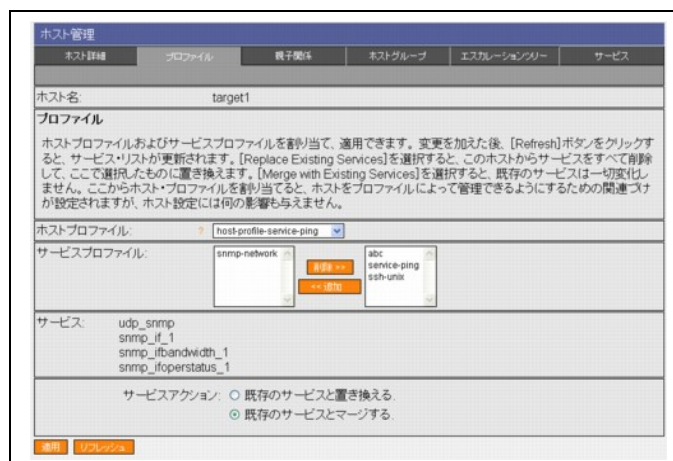 ホスト管理
ホスト詳細 プロファイル 親子関係 ホストグループ エスカレーションツリー サービス
ホスト名: target1
プロファイル
ホストプロファイルおよびサービスプロファイルを割り当て、適用できます。変更を加えた後、[Refresh]ボタンをクリックす
ると、サービス・リストが更新されます。[Replace Existing Services]を選択すると、このホストからサービスをすべて削除
して、ここで選択したものに置き換えます。[Merge with Existing Services]を選択すると、既存のサービスは一切変化し
ません。ここからホスト・プロファイルを割り当てると、ホストをプロファイルによって管理できるようにするための関連づけ
が設定されますが、ホスト設定には何の影響も与えません。
ホストプロファイル: ? host-profile-service-ping
サービスプロファイル: snmp-network 削除 >> abc
<< 追加 service-ping
ssh-unix
サービス: udp_snmp
snmp_if_1
snmp_ifbandwidth_1
snmp_ifoperstatus_1
サービスアクション: 既存のサービスと置き換える.
既存のサービスとマージする.
適用 リフレッシュ